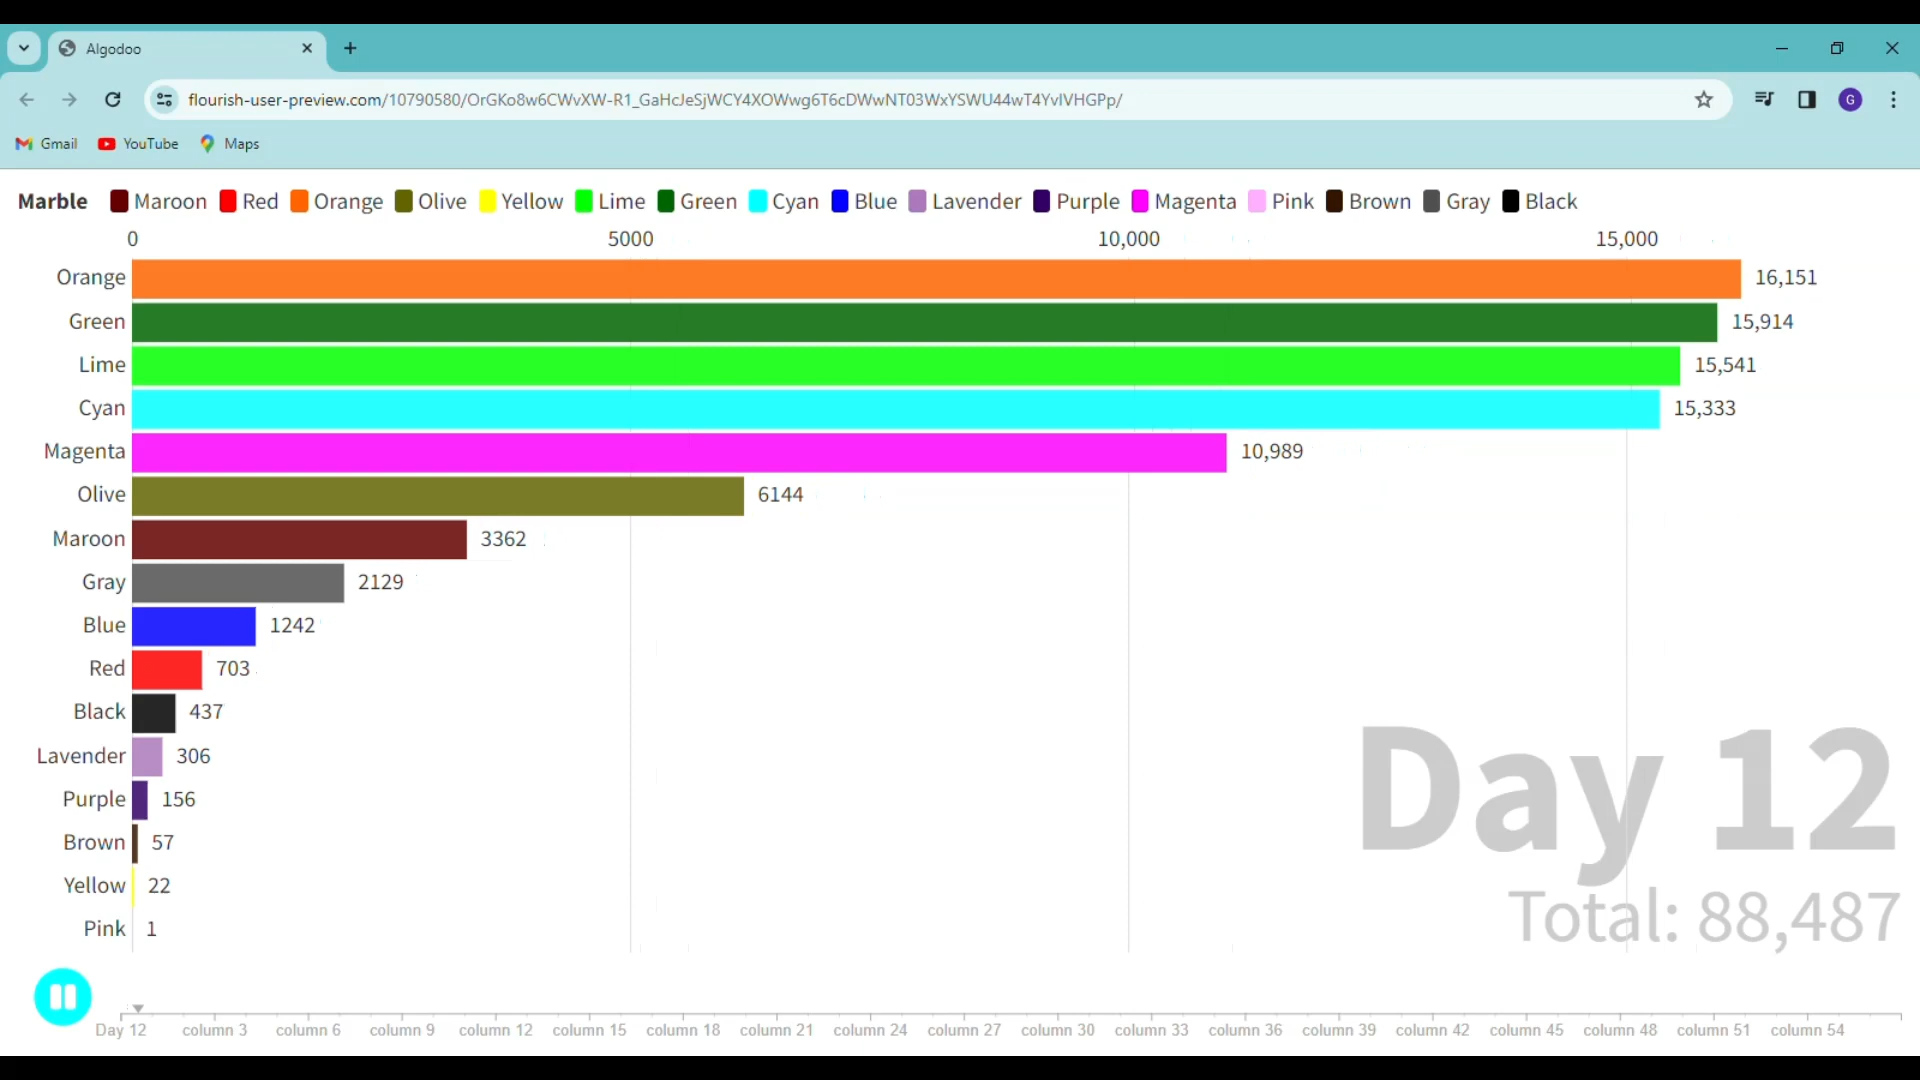 Algodoo
flourish-user-preview.com/10790580/OrGKo8w6CWvXW-R1_GaHcJeSjWCY4XOWwg6T6cDWwNT03WxYSWU44wT4YvIVHGPp/
G
Gmail YouTube Maps
Marble Maroon Red Orange Olive Yellow Lime Green Cyan Blue Lavender Purple Magenta Pink Brown Gray Black
0 5000 10,000 15,000
Orange 16,151
Green 15,914
Lime 15,541
Cyan 15,333
Magenta 10,989
Olive 6144
Maroon 3362
Gray 2129
Blue 1242
Red 703
Black 437
Lavender 306
Purple 156
Brown 57
Yellow 22
Pink 1
Day 12
Total: 88,487
Day 12 column 3 column 6 column 9 column 12 column 15 column 18 column 21 column 24 column 27 column 30 column 33 column 36 column 39 column 42 column 45 column 48 column 51 column 54